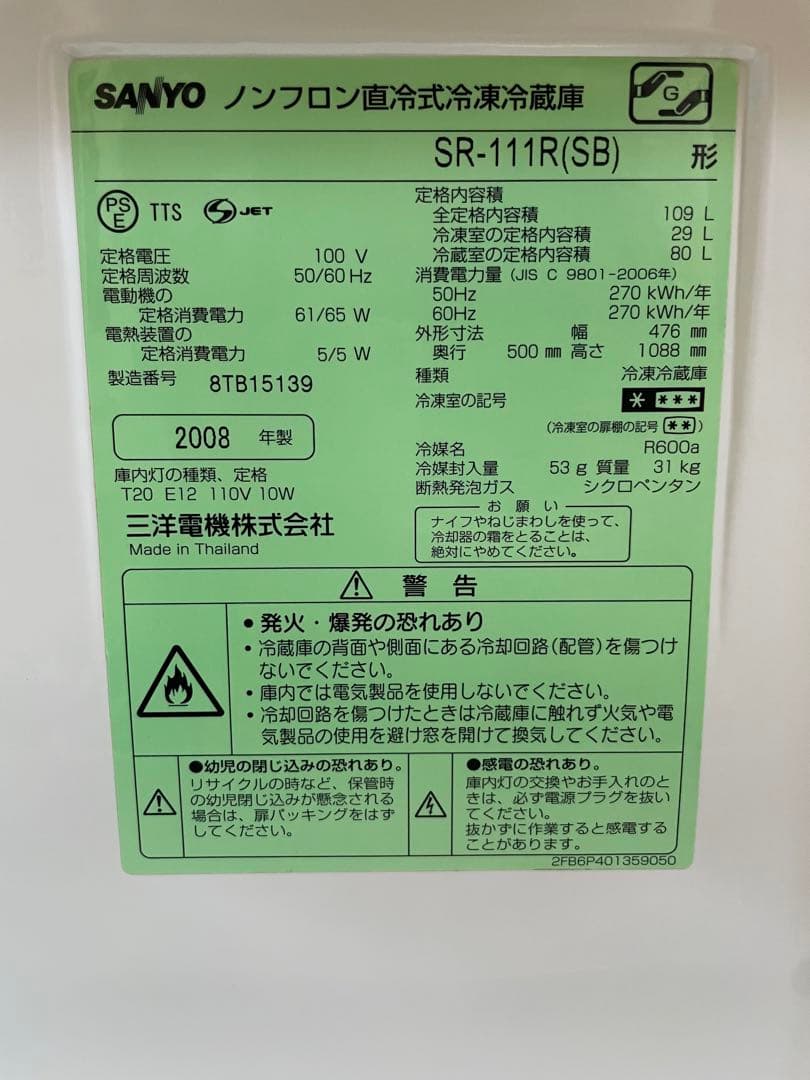 SANYO ノンフロン直冷式冷凍冷蔵庫
G
SR-111R(SB) 形
PS
E
TTS
S JET
定格電圧 100 V
定格周波数 50/60 Hz
電動機の
定格消費電力 61/65 W
電熱装置の
定格消費電力 5/5 W
製造番号 8TB15139
2008 年製
庫内灯の種類、定格
T20 E12 110V 10W
三洋電機株式会社
Made in Thailand
定格内容積
全定格内容積 109 L
冷凍室の定格内容積 29 L
冷蔵室の定格内容積 80 L
消費電力量 (JIS C 9801-2006年)
50Hz 270 kWh/年
60Hz 270 kWh/年
外形寸法 幅 476 mm
奥行 500 mm 高さ 1088 mm
種類 冷凍冷蔵庫
冷凍室の記号 * ***
(冷凍室の扉棚の記号 **)
冷媒名 R600a
冷媒封入量 53 g 質量 31 kg
断熱発泡ガス シクロペンタン
お願い
ナイフやねじまわしを使って、
冷却器の霜をとることは、
絶対にやめてください。
警告
●発火・爆発の恐れあり
・冷蔵庫の背面や側面にある冷却回路(配管)を傷つけ
ないでください。
・庫内では電気製品を使用しないでください。
・冷却回路を傷つけたときは冷蔵庫に触れず火気や電
気製品の使用を避け窓を開けて換気してください。
●幼児の閉じ込みの恐れあり。
リサイクルの時など、保管時
の幼児閉じ込みが懸念される
場合は、扉パッキングをはず
してください。
●感電の恐れあり。
庫内灯の交換やお手入れのと
きは、必ず電源プラグを抜い
てください。
抜かずに作業すると感電する
ことがあります。
2FB6P401359050